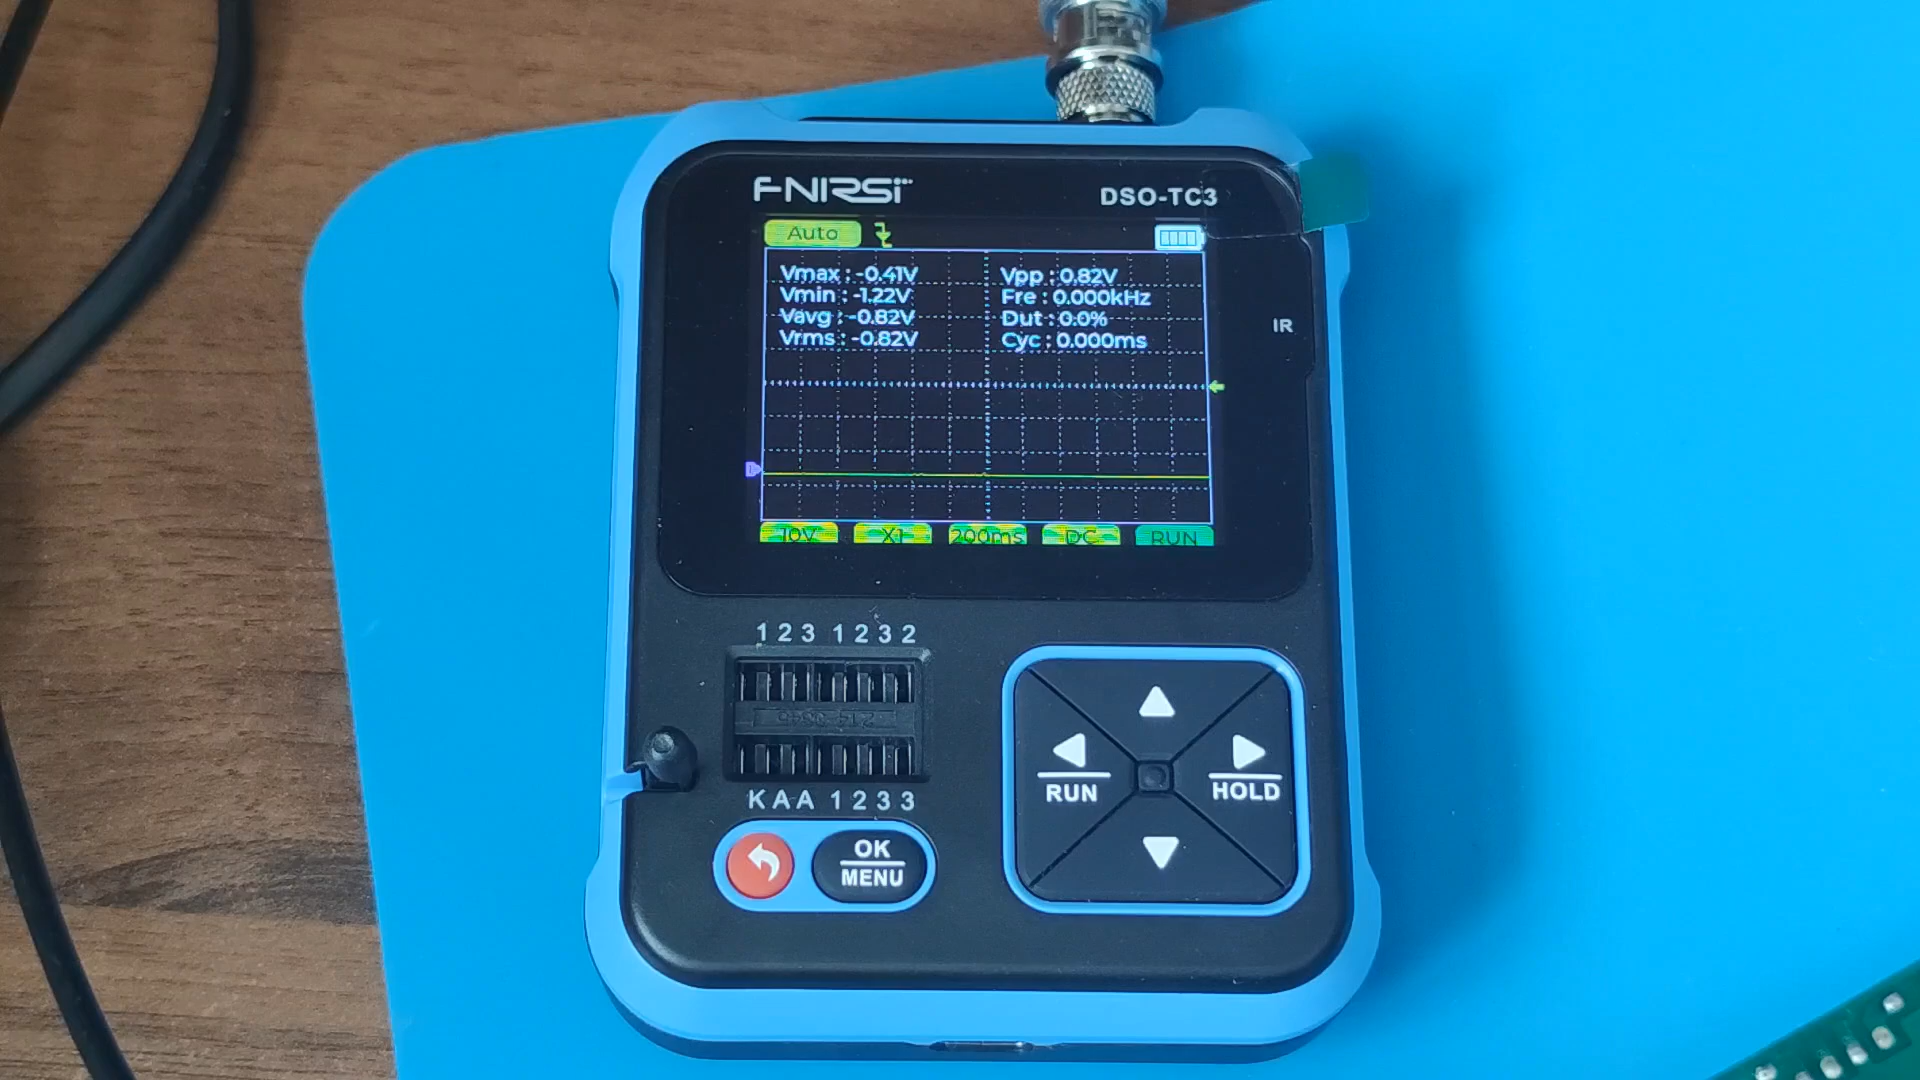 FNIRSI
DSO-TC3
Auto
Vmax : -0.41V
Vpp : 0.82V
Vmin : -1.22V
Fre : 0.000kHz
Vavg : -0.82V
Dut : 0.0%
Vrms : -0.82V
Cyc : 0.000ms
IR
10V X1 200ms DC RUN
1 2 3 1 2 3 2
K A A 1 2 3 3
RUN
HOLD
OK
MENU